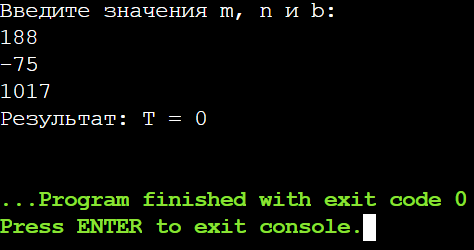 Введите значения m, n и b:
188
-75
1017
Результат: T = 0
...Program finished with exit code 0
Press ENTER to exit console.